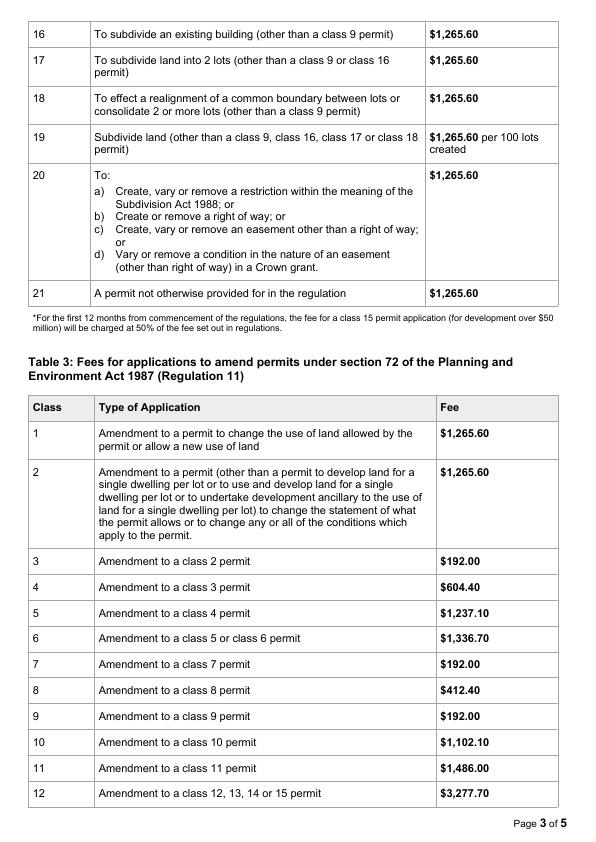 16 To subdivide an existing building (other than a class 9 permit) $1,265.60
17 To subdivide land into 2 lots (other than a class 9 or class 16 $1,265.60
permit)
18 To effect a realignment of a common boundary between lots or $1,265.60
consolidate 2 or more lots (other than a class 9 permit)
19 Subdivide land (other than a class 9, class 16, class 17 or class 18 $1,265.60 per 100 lots
permit) created
20 To: $1,265.60
a) Create, vary or remove a restriction within the meaning of the
Subdivision Act 1988; or
b) Create or remove a right of way; or
c) Create, vary or remove an easement other than a right of way;
or
d) Vary or remove a condition in the nature of an easement
(other than right of way) in a Crown grant.
21 A permit not otherwise provided for in the regulation $1,265.60
*For the first 12 months from commencement of the regulations, the fee for a class 15 permit application (for development over $50
million) will be charged at 50% of the fee set out in regulations.
Table 3: Fees for applications to amend permits under section 72 of the Planning and
Environment Act 1987 (Regulation 11)
Class Type of Application Fee
1 Amendment to a permit to change the use of land allowed by the $1,265.60
permit or allow a new use of land
2 Amendment to a permit (other than a permit to develop land for a $1,265.60
single dwelling per lot or to use and develop land for a single
dwelling per lot or to undertake development ancillary to the use of
land for a single dwelling per lot) to change the statement of what
the permit allows or to change any or all of the conditions which
apply to the permit.
3 Amendment to a class 2 permit $192.00
4 Amendment to a class 3 permit $604.40
5 Amendment to a class 4 permit $1,237.10
6 Amendment to a class 5 or class 6 permit $1,336.70
7 Amendment to a class 7 permit $192.00
8 Amendment to a class 8 permit $412.40
9 Amendment to a class 9 permit $192.00
10 Amendment to a class 10 permit $1,102.10
11 Amendment to a class 11 permit $1,486.00
12 Amendment to a class 12, 13, 14 or 15 permit $3,277.70
Page 3 of 5